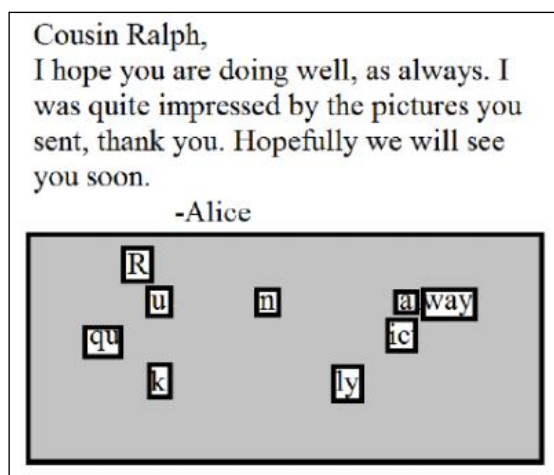 Cousin Ralph,
I hope you are doing well, as always. I
was quite impressed by the pictures you
sent, thank you. Hopefully we will see
you soon.
-Alice
R
u n a way
qu ic
k ly